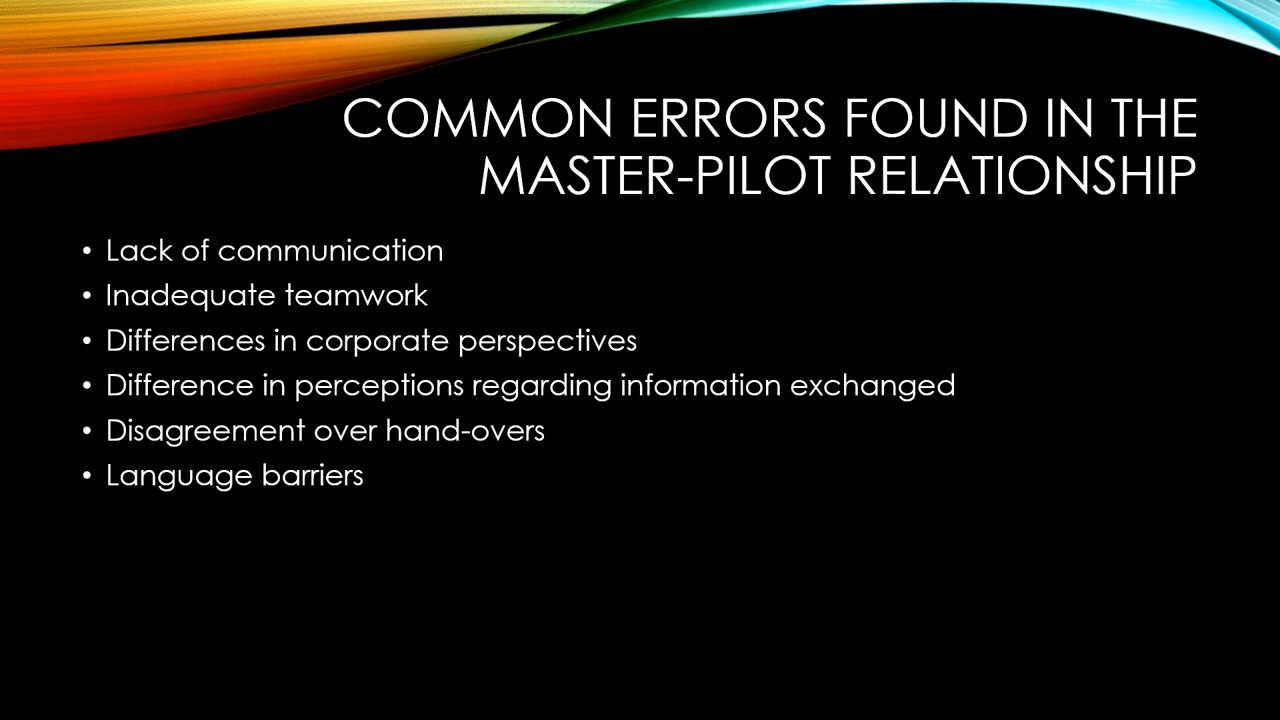 COMMON ERRORS FOUND IN THE
MASTER-PILOT RELATIONSHIP
• Lack of communication
• Inadequate teamwork
• Differences in corporate perspectives
• Difference in perceptions regarding information exchanged
• Disagreement over hand-overs
• Language barriers